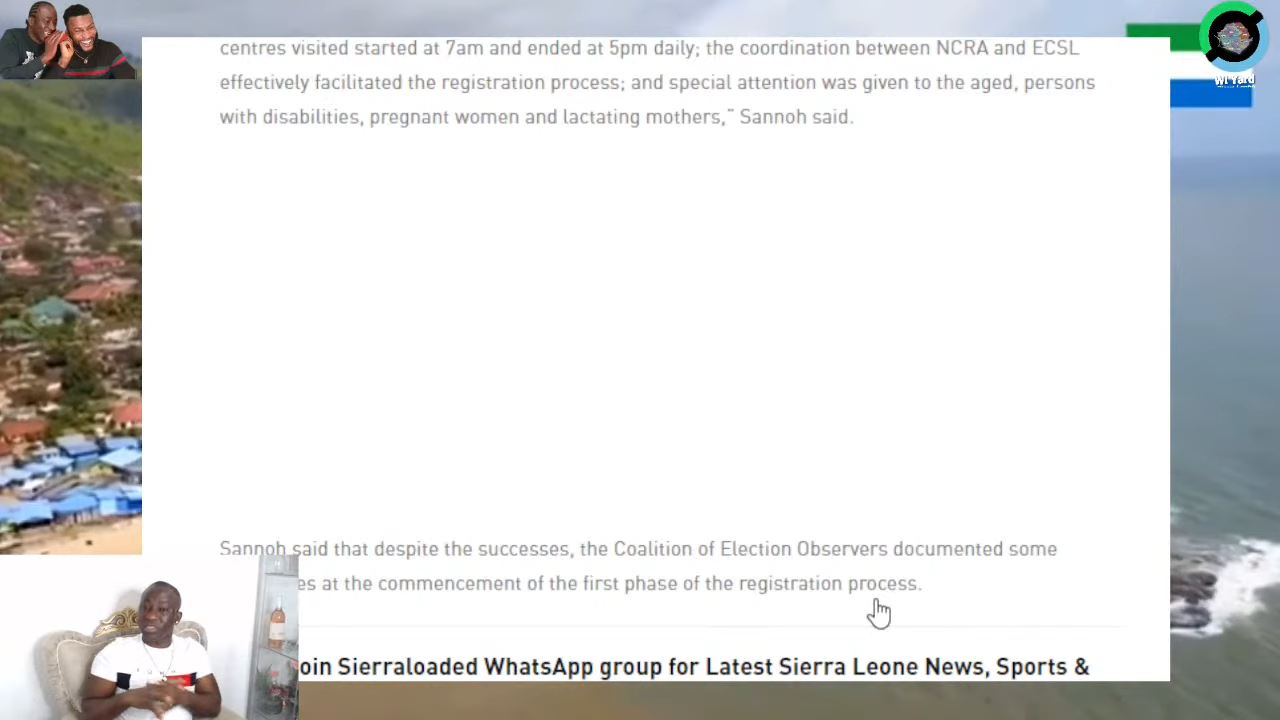 centres visited started at 7am and ended at 5pm daily; the coordination between NCRA and ECSL
effectively facilitated the registration process; and special attention was given to the aged, persons
with disabilities, pregnant women and lactating mothers,” Sannoh said.
Sannoh said that despite the successes, the Coalition of Election Observers documented some
at the commencement of the first phase of the registration process.
Sierraloaded WhatsApp group for Latest Sierra Leone News, Sports &
Yard